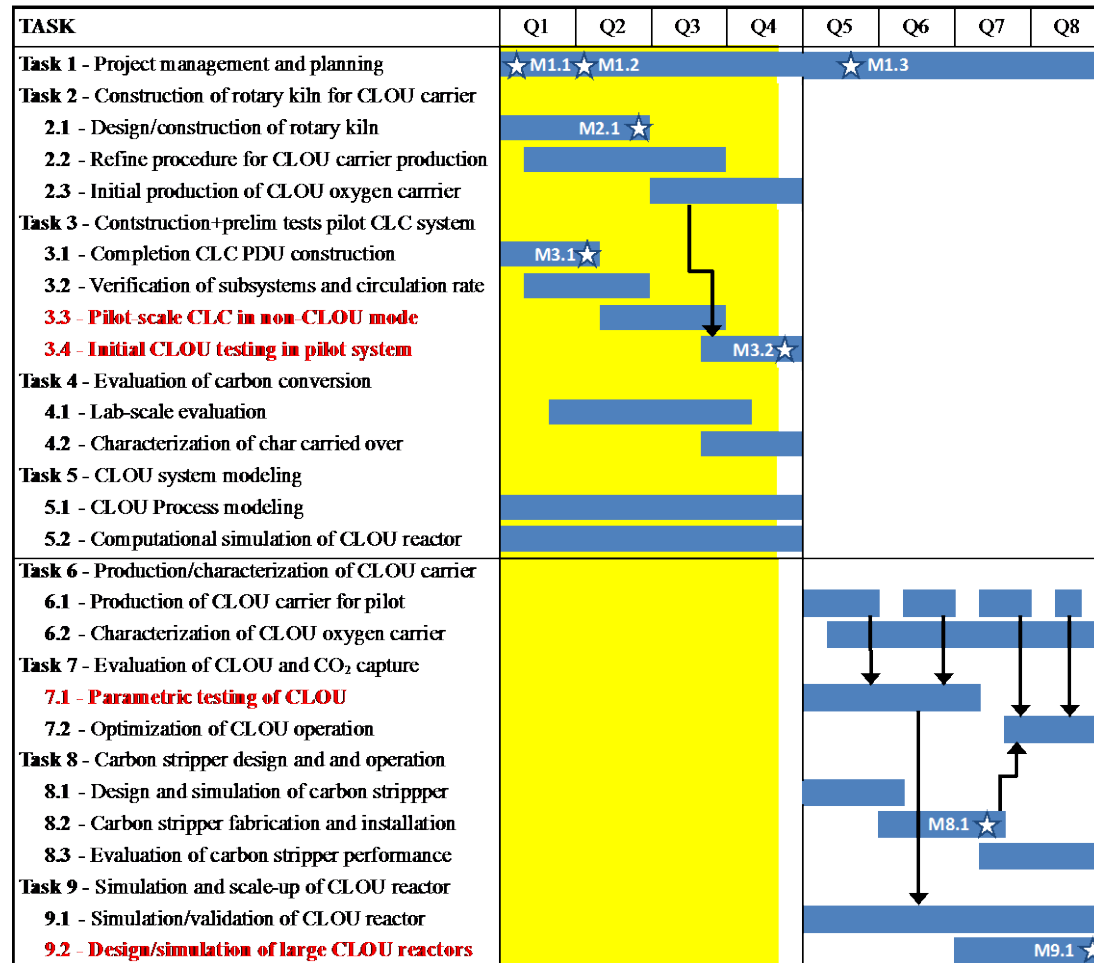 TASK Q1 Q2 Q3 Q4 Q5 Q6 Q7 Q8
Task 1 - Project management and planning M1.1 M1.2 M1.3
Task 2 - Construction of rotary kiln for CLOU carrier
2.1 - Design/construction of rotary kiln M2.1
2.2 - Refine procedure for CLOU carrier production
2.3 - Initial production of CLOU oxygen carrrier
Task 3 - Contstruction+prelim tests pilot CLC system
3.1 - Completion CLC PDU construction M3.1
3.2 - Verification of subsystems and circulation rate
3.3 - Pilot-scale CLC in non-CLOU mode
3.4 - Initial CLOU testing in pilot system M3.2
Task 4 - Evaluation of carbon conversion
4.1 - Lab-scale evaluation
4.2 - Characterization of char carried over
Task 5 - CLOU system modeling
5.1 - CLOU Process modeling
5.2 - Computational simulation of CLOU reactor
Task 6 - Production/characterization of CLOU carrier
6.1 - Production of CLOU carrier for pilot
6.2 - Characterization of CLOU oxygen carrier
Task 7 - Evaluation of CLOU and CO₂ capture
7.1 - Parametric testing of CLOU
7.2 - Optimization of CLOU operation
Task 8 - Carbon stripper design and and operation
8.1 - Design and simulation of carbon strippper
8.2 - Carbon stripper fabrication and installation M8.1
8.3 - Evaluation of carbon stripper performance
Task 9 - Simulation and scale-up of CLOU reactor
9.1 - Simulation/validation of CLOU reactor
9.2 - Design/simulation of large CLOU reactors M9.1